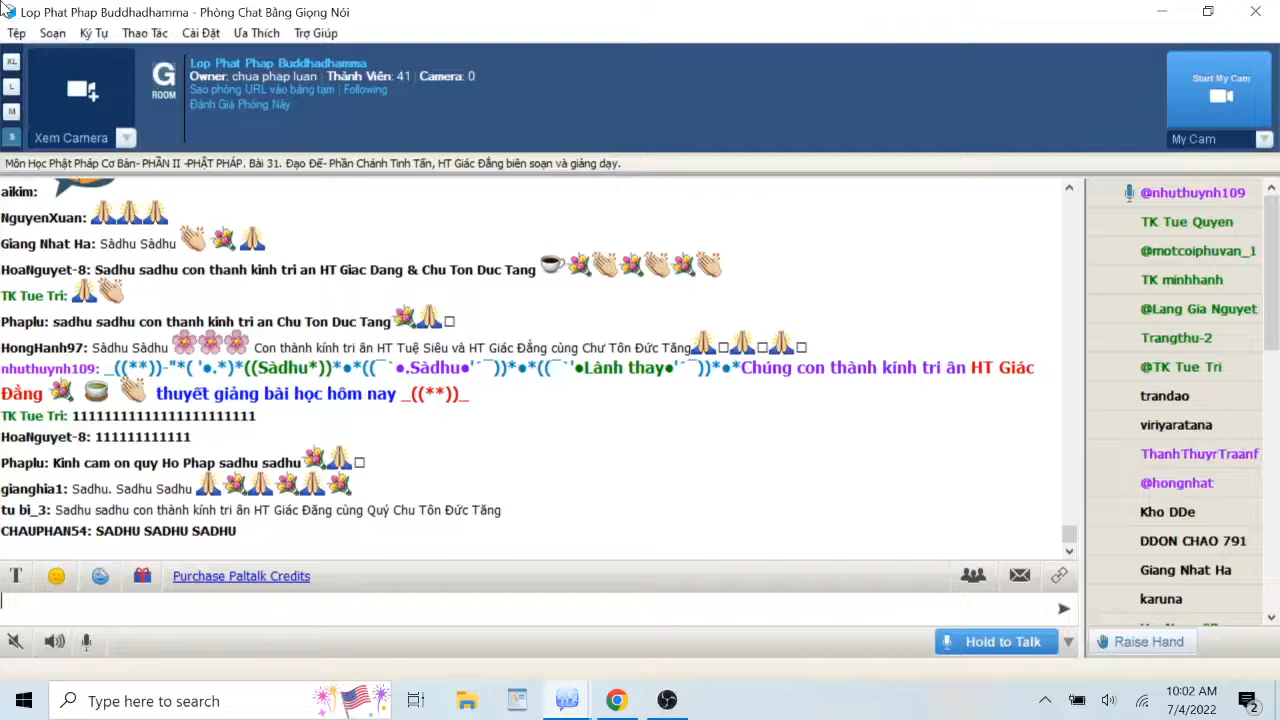 Lop Phat Phap Buddhadhamma - Phòng Chat Bằng Giọng Nói
Tệp Soạn Ký Tự Thao Tác Cài Đặt Ưa Thích Trợ Giúp
XL
L
M
S
Xem Camera
G
ROOM
Lop Phat Phap Buddhadhamma
Owner: chua phap luan | Thành Viên: 41 | Camera: 0
Sao phỏng URL vào bảng tạm | Following
Đánh Giá Phòng Này
Start My Cam
My Cam
Môn Học Phật Pháp Cơ Bản- PHẦN II -PHẬT PHÁP. Bài 31. Đạo Đế- Phần Chánh Tinh Tấn, HT Giác Đẳng biên soạn và giảng dạy.
aikim:
NguyenXuan:
Giang Nhat Ha: Sàdhu Sàdhu
HoaNguyet-8: Sadhu sadhu con thanh kinh tri an HT Giac Dang & Chu Ton Duc Tang
TK Tue Tri:
Phaplu: sadhu sadhu con thanh kinh tri an Chu Ton Duc Tang
HongHanh97: Sàdhu Sàdhu Con thành kính tri ân HT Tuệ Siêu và HT Giác Đẳng cùng Chư Tôn Đức Tăng
nhuthuynh109: _((**))-"*( '●.*)*((Sàdhu*))*●*((¯`●.Sàdhu●'´¯))*●*((¯`'●Lành thay●'´¯))*●*Chúng con thành kính tri ân HT Giác
Đẳng thuyết giảng bài học hôm nay _((**))_
TK Tue Tri: 11111111111111111111111
HoaNguyet-8: 111111111111
Phaplu: Kinh cam on quy Ho Phap sadhu sadhu
gianghia1: Sadhu. Sadhu Sadhu
tu bi_3: Sadhu sadhu con thành kính tri ân HT Giác Đăng cùng Quý Chu Tôn Đức Tăng
CHAUPHAN54: SADHU SADHU SADHU
@nhuthuynh109
TK Tue Quyen
@motcoiphuvan_1
TK minhhanh
@Lang Gia Nguyet
Trangthu-2
@TK Tue Tri
trandao
viriyaratana
ThanhThuyrTraanf
@hongnhat
Kho DDe
DDON CHAO 791
Giang Nhat Ha
karuna
T Purchase Paltalk Credits
Hold to Talk
Raise Hand
Type here to search
10:02 AM
7/4/2022
2